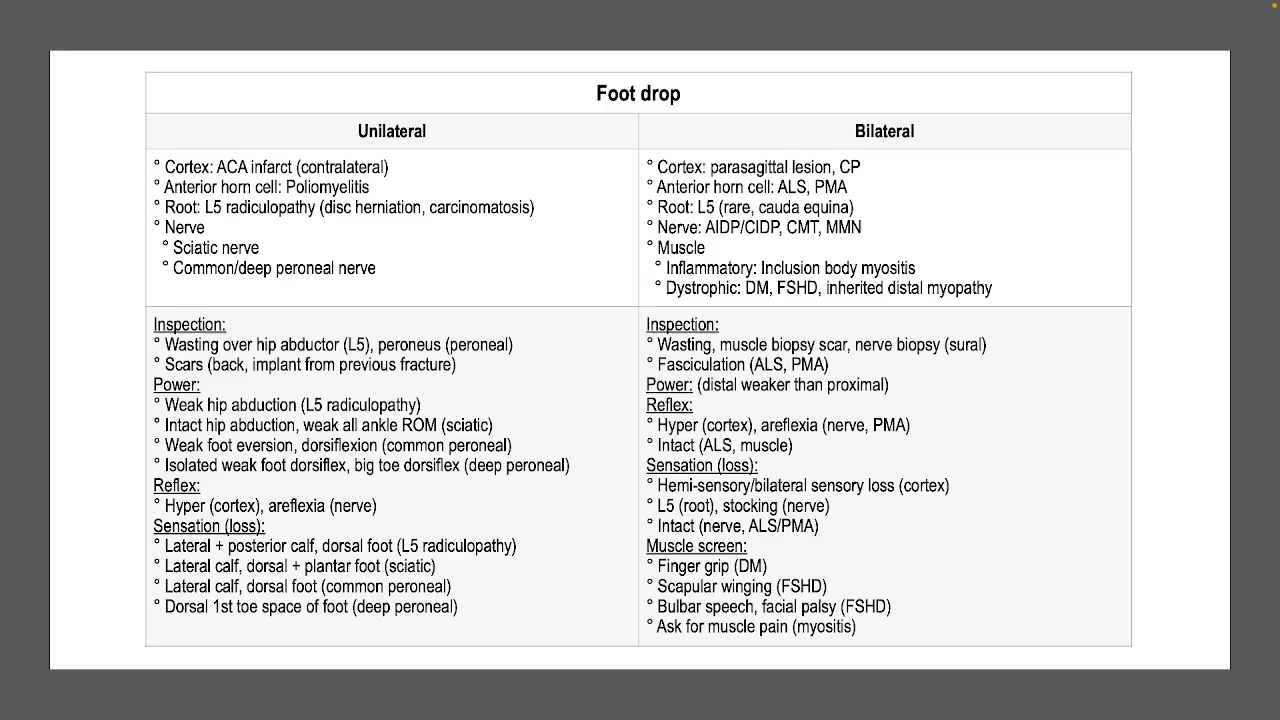 Foot drop
Unilateral
Bilateral
° Cortex: ACA infarct (contralateral)
° Anterior horn cell: Poliomyelitis
° Root: L5 radiculopathy (disc herniation, carcinomatosis)
° Nerve
° Sciatic nerve
° Common/deep peroneal nerve
° Cortex: parasagittal lesion, CP
° Anterior horn cell: ALS, PMA
° Root: L5 (rare, cauda equina)
° Nerve: AIDP/CIDP, CMT, MMN
° Muscle
° Inflammatory: Inclusion body myositis
° Dystrophic: DM, FSHD, inherited distal myopathy
Inspection:
° Wasting over hip abductor (L5), peroneus (peroneal)
° Scars (back, implant from previous fracture)
Power:
° Weak hip abduction (L5 radiculopathy)
° Intact hip abduction, weak all ankle ROM (sciatic)
° Weak foot eversion, dorsiflexion (common peroneal)
° Isolated weak foot dorsiflex, big toe dorsiflex (deep peroneal)
Reflex:
° Hyper (cortex), areflexia (nerve)
Sensation (loss):
° Lateral + posterior calf, dorsal foot (L5 radiculopathy)
° Lateral calf, dorsal + plantar foot (sciatic)
° Lateral calf, dorsal foot (common peroneal)
° Dorsal 1st toe space of foot (deep peroneal)
Inspection:
° Wasting, muscle biopsy scar, nerve biopsy (sural)
° Fasciculation (ALS, PMA)
Power: (distal weaker than proximal)
Reflex:
° Hyper (cortex), areflexia (nerve, PMA)
° Intact (ALS, muscle)
Sensation (loss):
° Hemi-sensory/bilateral sensory loss (cortex)
° L5 (root), stocking (nerve)
° Intact (nerve, ALS/PMA)
Muscle screen:
° Finger grip (DM)
° Scapular winging (FSHD)
° Bulbar speech, facial palsy (FSHD)
° Ask for muscle pain (myositis)